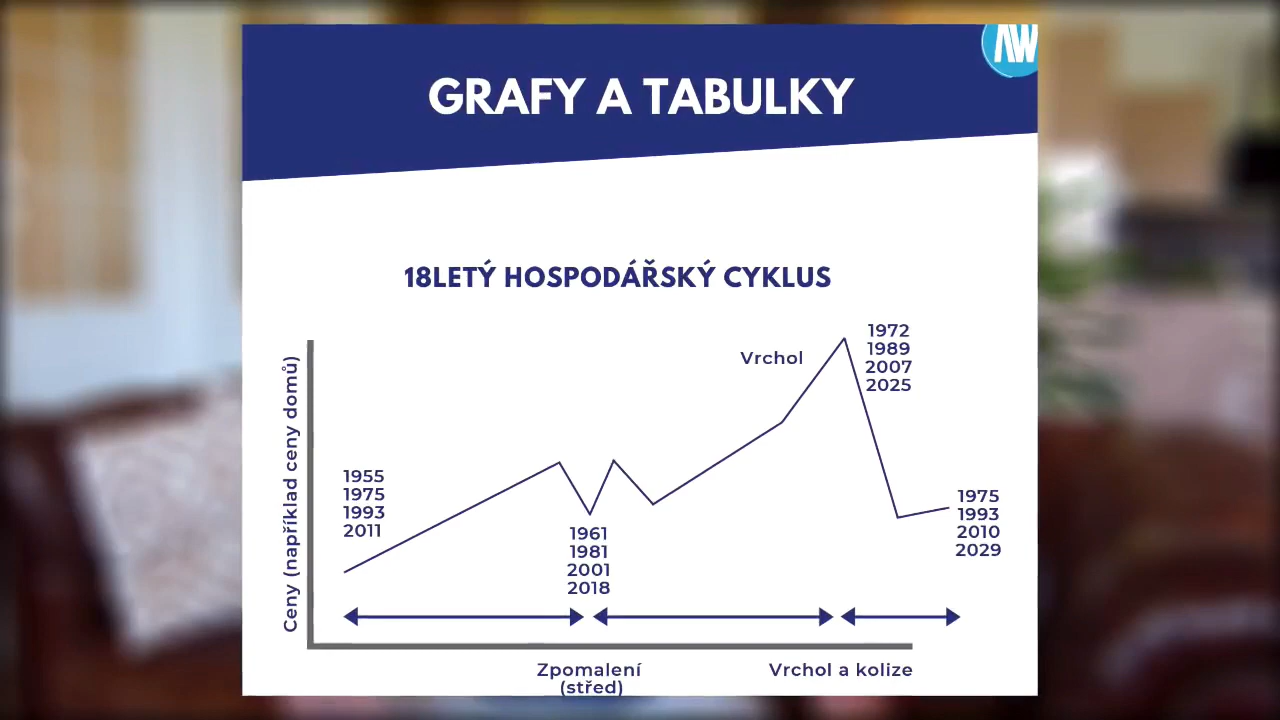 AW
GRAFY A TABULKY
18LETÝ HOSPODÁŘSKÝ CYKLUS
Ceny (například ceny domů)
1955
1975
1993
2011
1961
1981
2001
2018
Vrchol
1972
1989
2007
2025
1975
1993
2010
2029
Zpomalení
(střed)
Vrchol a kolize